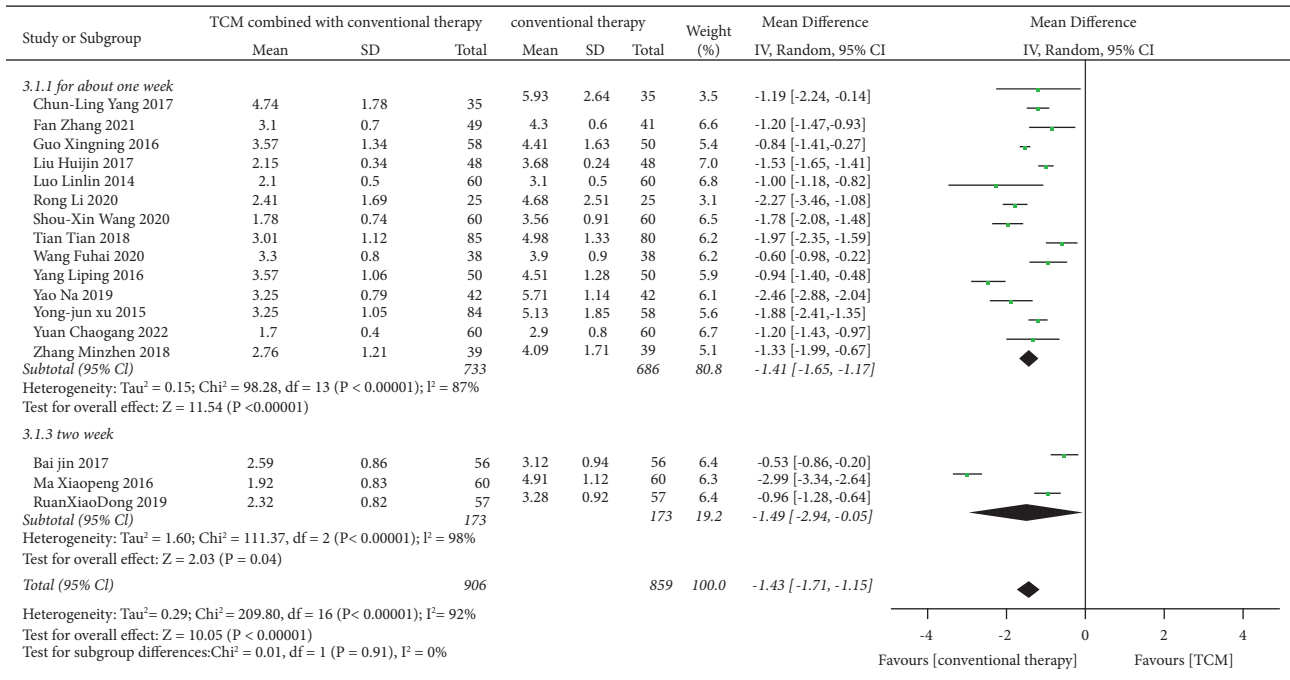 TCM combined with conventional therapy conventional therapy Weight (%) Mean Difference Mean Difference
Study or Subgroup Mean SD Total Mean SD Total IV, Random, 95% CI IV, Random, 95% CI
3.1.1 for about one week
Chun-Ling Yang 2017 4.74 1.78 35 5.93 2.64 35 3.5 -1.19 [-2.24, -0.14]
Fan Zhang 2021 3.1 0.7 49 4.3 0.6 41 6.6 -1.20 [-1.47,-0.93]
Guo Xingning 2016 3.57 1.34 58 4.41 1.63 50 5.4 -0.84 [-1.41,-0.27]
Liu Huijin 2017 2.15 0.34 48 3.68 0.24 48 7.0 -1.53 [-1.65, -1.41]
Luo Linlin 2014 2.1 0.5 60 3.1 0.5 60 6.8 -1.00 [-1.18, -0.82]
Rong Li 2020 2.41 1.69 25 4.68 2.51 25 3.1 -2.27 [-3.46, -1.08]
Shou-Xin Wang 2020 1.78 0.74 60 3.56 0.91 60 6.5 -1.78 [-2.08, -1.48]
Tian Tian 2018 3.01 1.12 85 4.98 1.33 80 6.2 -1.97 [-2.35, -1.59]
Wang Fuhai 2020 3.3 0.8 38 3.9 0.9 38 6.2 -0.60 [-0.98, -0.22]
Yang Liping 2016 3.57 1.06 50 4.51 1.28 50 5.9 -0.94 [-1.40, -0.48]
Yao Na 2019 3.25 0.79 42 5.71 1.14 42 6.1 -2.46 [-2.88, -2.04]
Yong-jun xu 2015 3.25 1.05 84 5.13 1.85 58 5.6 -1.88 [-2.41,-1.35]
Yuan Chaogang 2022 1.7 0.4 60 2.9 0.8 60 6.7 -1.20 [-1.43, -0.97]
Zhang Minzhen 2018 2.76 1.21 39 4.09 1.71 39 5.1 -1.33 [-1.99, -0.67]
Subtotal (95% Cl) 733 686 80.8 -1.41 [-1.65, -1.17]
Heterogeneity: Tau² = 0.15; Chi² = 98.28, df = 13 (P < 0.00001); I² = 87%
Test for overall effect: Z = 11.54 (P <0.00001)
3.1.3 two week
Bai jin 2017 2.59 0.86 56 3.12 0.94 56 6.4 -0.53 [-0.86, -0.20]
Ma Xiaopeng 2016 1.92 0.83 60 4.91 1.12 60 6.3 -2.99 [-3.34, -2.64]
RuanXiaoDong 2019 2.32 0.82 57 3.28 0.92 57 6.4 -0.96 [-1.28, -0.64]
Subtotal (95% Cl) 173 173 19.2 -1.49 [-2.94, -0.05]
Heterogeneity: Tau² = 1.60; Chi² = 111.37, df = 2 (P< 0.00001); I² = 98%
Test for overall effect: Z = 2.03 (P = 0.04)
Total (95% Cl) 906 859 100.0 -1.43 [-1.71, -1.15]
Heterogeneity: Tau²= 0.29; Chi² = 209.80, df = 16 (P< 0.00001); I²= 92%
Test for overall effect: Z = 10.05 (P < 0.00001)
Test for subgroup differences:Chi² = 0.01, df = 1 (P = 0.91), I² = 0%
-4 -2 0 2 4
Favours [conventional therapy] Favours [TCM]